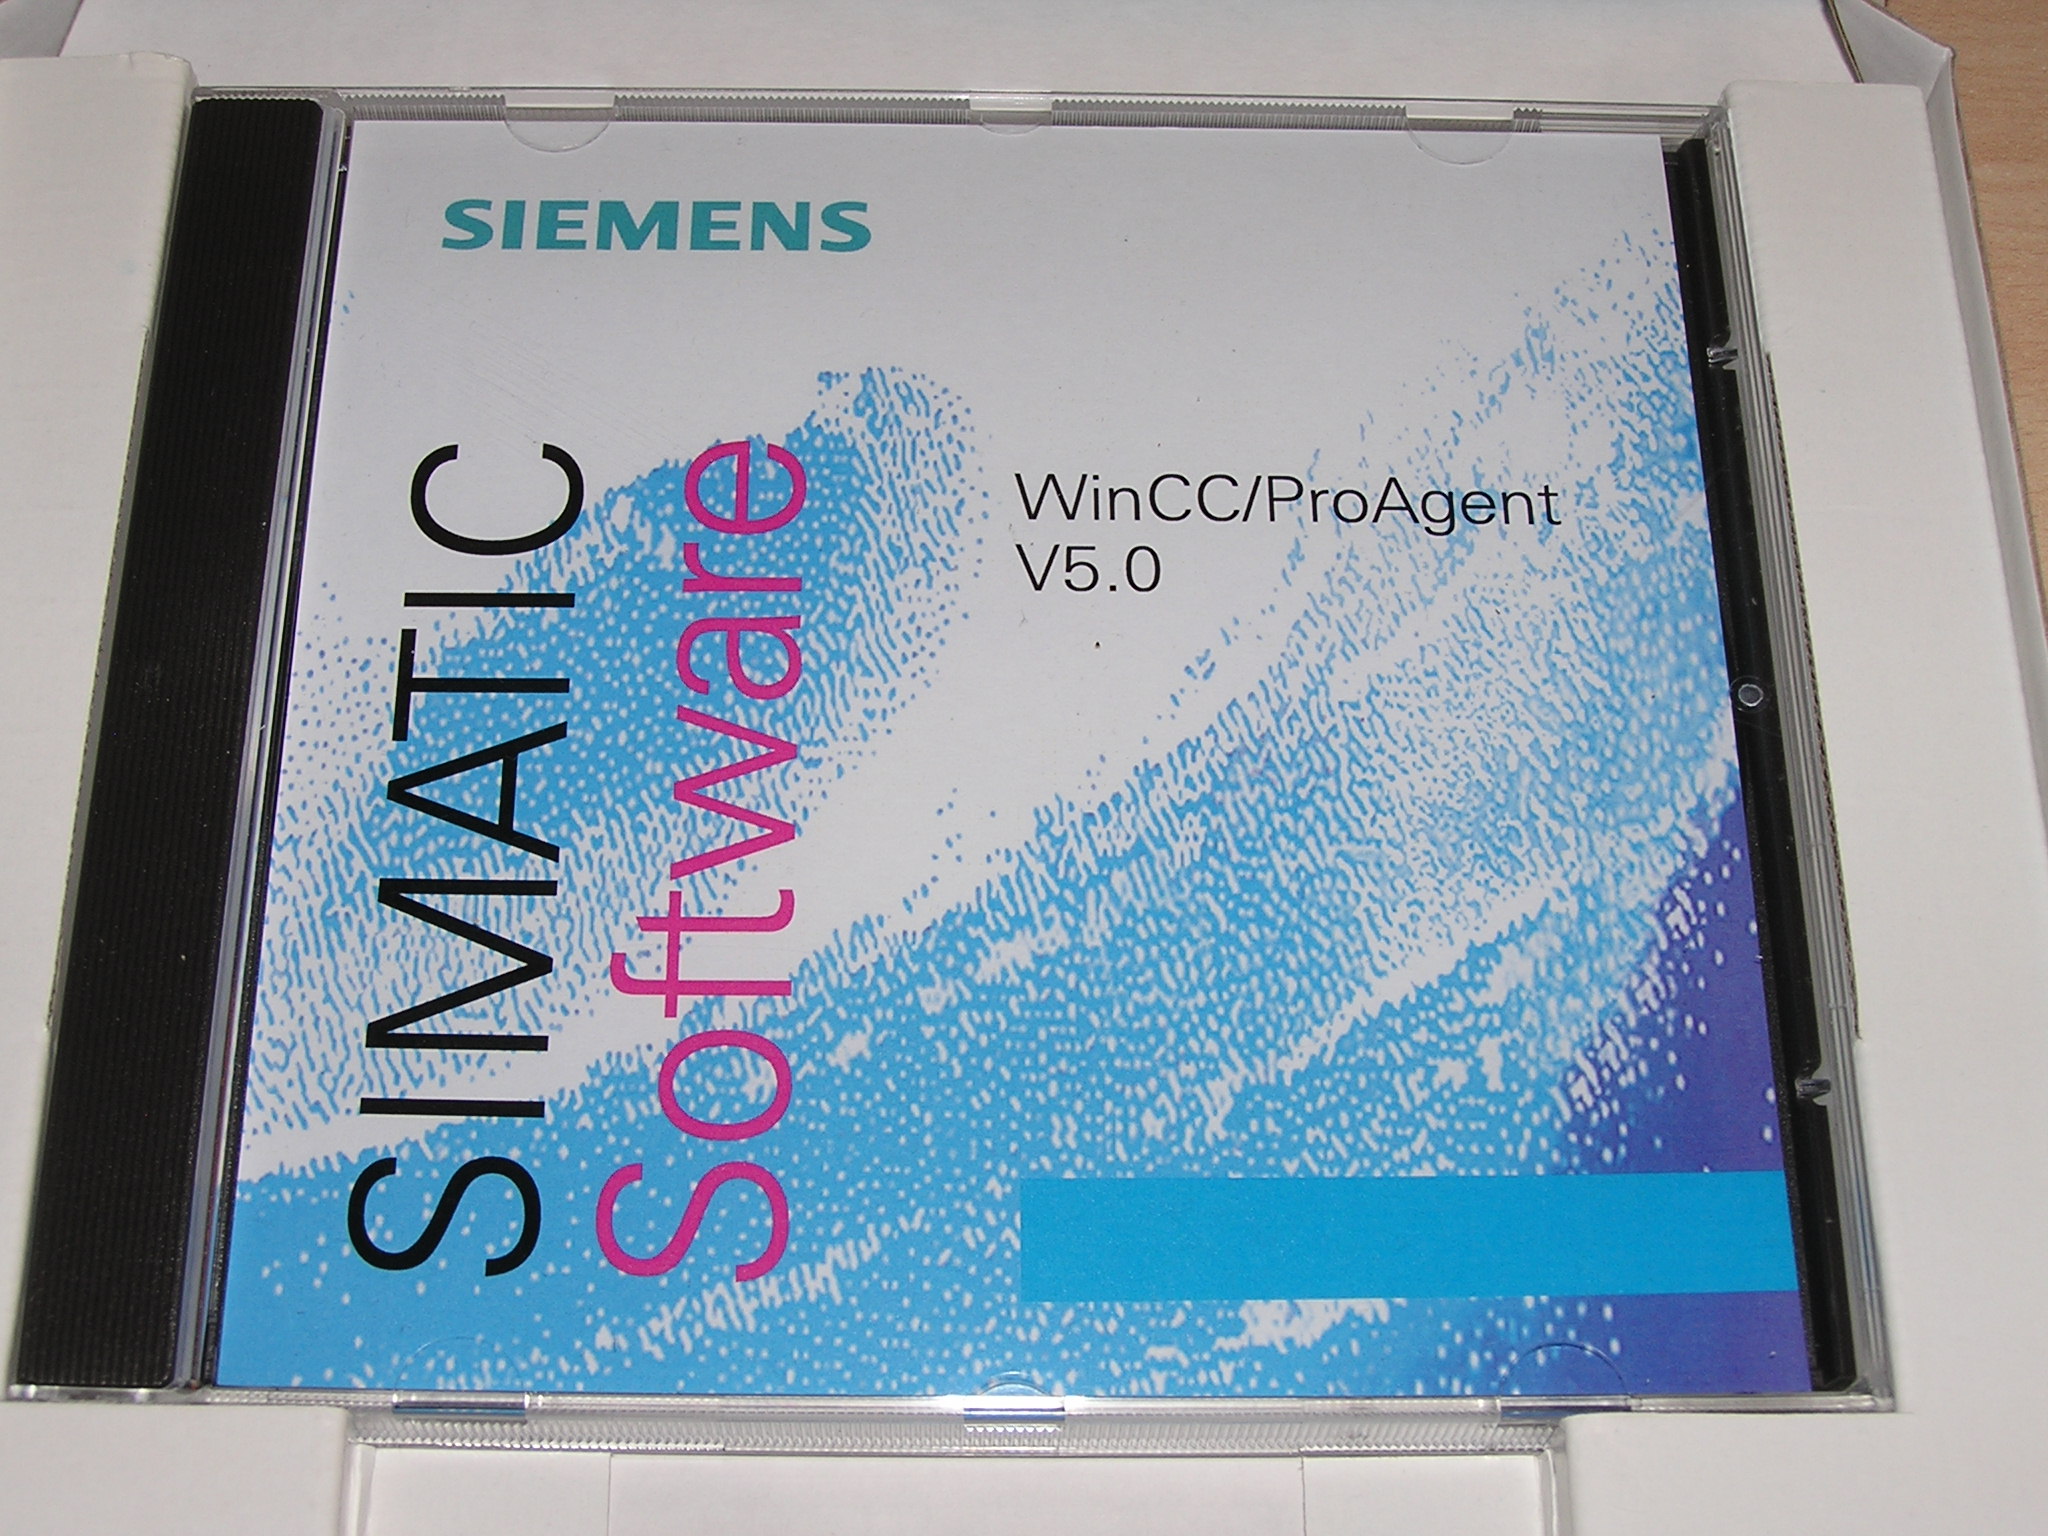 SIEMENS
SIMATIC
Software
WinCC/ProAgent
V5.0